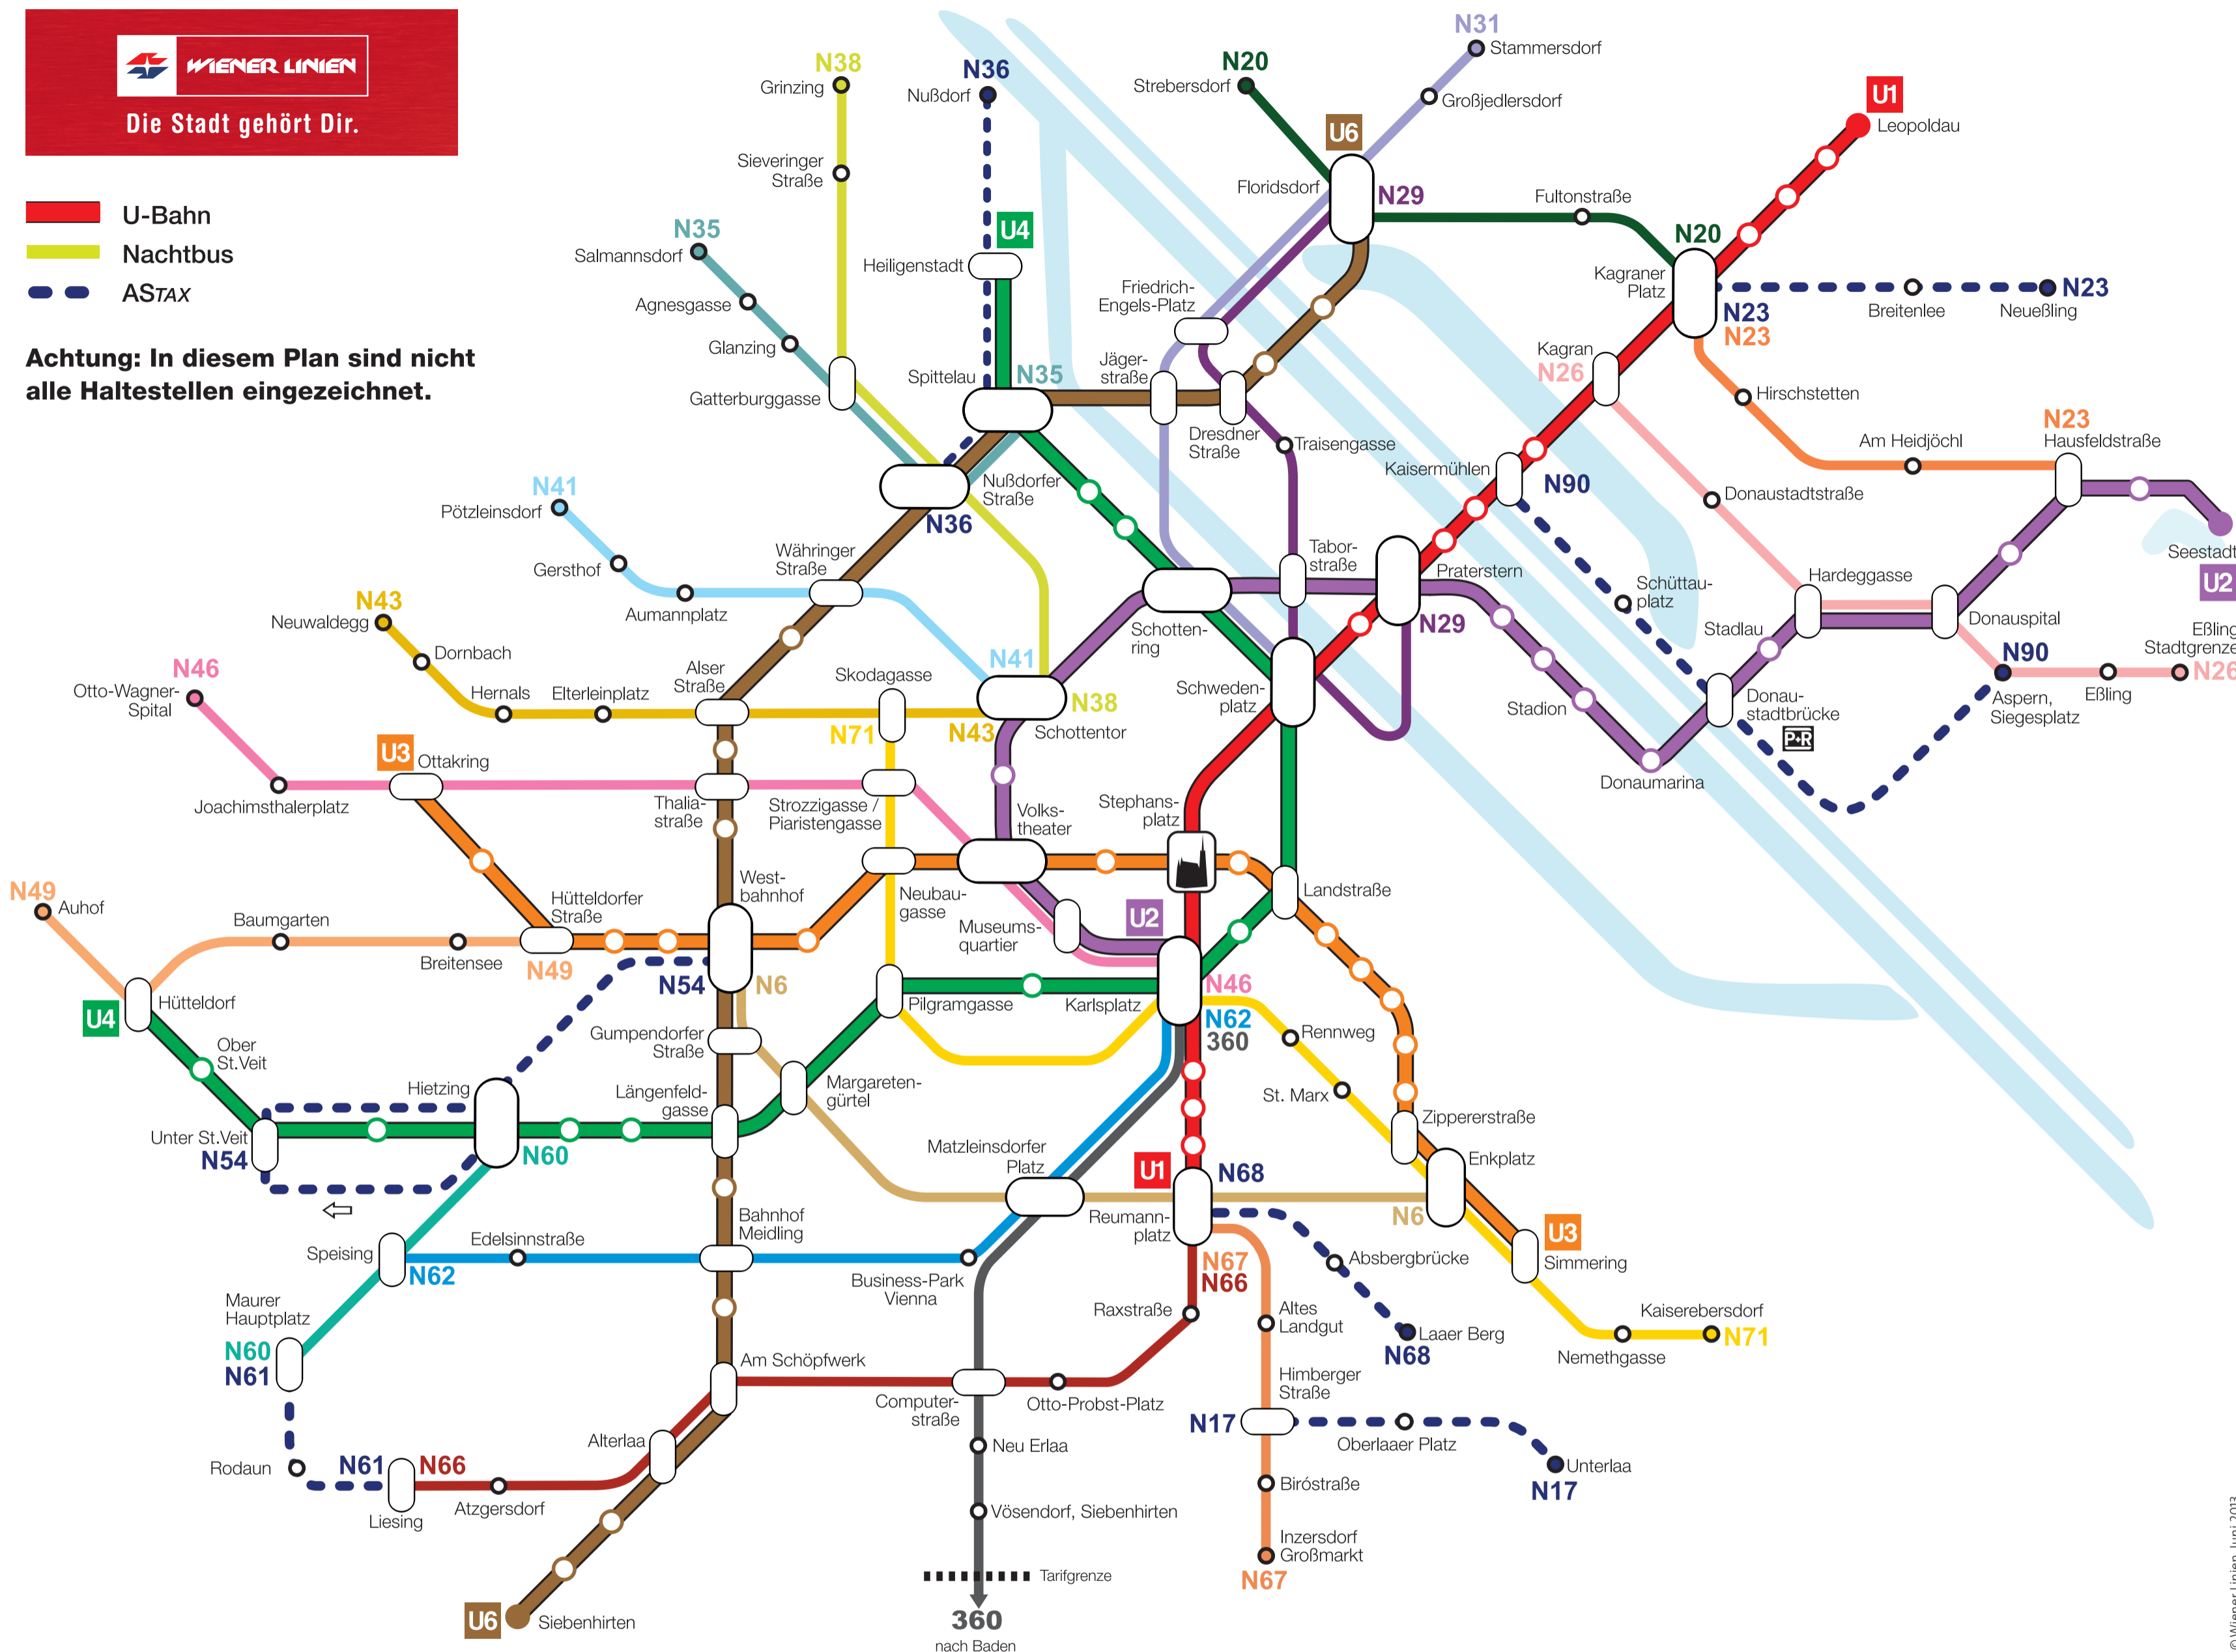 WIENER LINIEN
Die Stadt gehört Dir.
U-Bahn
Nachtbus
ASTAX
Achtung: In diesem Plan sind nicht
alle Haltestellen eingezeichnet.
N38
Grinzing
Sieveringer
Straße
N36
Nußdorf
N35
Salmannsdorf
Agnesgasse
Glanzing
Gatterburggasse
U4
Heiligenstadt
Spittelau
N35
Nußdorfer
Straße
N36
N20
Strebersdorf
N31
Stammersdorf
Großjedlersdorf
U6
Floridsdorf
N29
Friedrich-
Engels-Platz
Jäger-
straße
Dresdner
Straße
Traisengasse
Fultonstraße
U1
Leopoldau
N20
Kagraner
Platz
N23
N23
Breitenlee
Neueßling
N23
Kagran
N26
Hirschstetten
Am Heidjöchl
N23
Hausfeldstraße
Kaisermühlen
N90
Donaustadtstraße
Seestadt
U2
N41
Pötzleinsdorf
Gersthof
Aumannplatz
Währinger
Straße
N43
Neuwaldegg
Dornbach
Hernals
Elterleinplatz
Alser
Straße
Skodagasse
N71
N43
N41
N38
Schottentor
Schotten-
ring
Tabor-
straße
Praterstern
N29
Schweden-
platz
Schüttau-
platz
Stadion
Stadlau
Hardeggasse
Donauspital
Eßling
Stadtgrenze
N26
N90
Aspern,
Siegesplatz
Eßling
Donau-
stadtbrücke
P+R
Donaumarina
N46
Otto-Wagner-
Spital
Joachimsthalerplatz
U3
Ottakring
Thalia-
straße
Strozzigasse /
Piaristengasse
Volks-
theater
Stephans-
platz
Landstraße
N49
Auhof
Baumgarten
Breitensee
Hütteldorfer
Straße
N49
West-
bahnhof
N54
N6
Neubau-
gasse
Museums-
quartier
U2
Karlsplatz
N46
N62
360
Pilgramgasse
Rennweg
St. Marx
Hütteldorf
U4
Ober
St.Veit
Unter St.Veit
N54
Hietzing
N60
Gumpendorfer
Straße
Längenfeld-
gasse
Margareten-
gürtel
Matzleinsdorfer
Platz
U1
N68
Reumann-
platz
N67
N66
Zippererstraße
Enkplatz
N6
U3
Simmering
Kaiserebersdorf
N71
Nemethgasse
Speising
N62
Edelsinnstraße
Bahnhof
Meidling
Business-Park
Vienna
Maurer
Hauptplatz
N60
N61
Rodaun
N61
Liesing
N66
Atzgersdorf
Alterlaa
Am Schöpfwerk
U6
Siebenhirten
Computer-
straße
Otto-Probst-Platz
Raxstraße
Neu Erlaa
Vösendorf, Siebenhirten
Tarifgrenze
360
nach Baden
Absbergbrücke
Laaer Berg
N68
Altes
Landgut
Himberger
Straße
N17
Oberlaaer Platz
Unterlaa
N17
Biróstraße
Inzersdorf
Großmarkt
N67
© Wiener Linien, Juni 2013